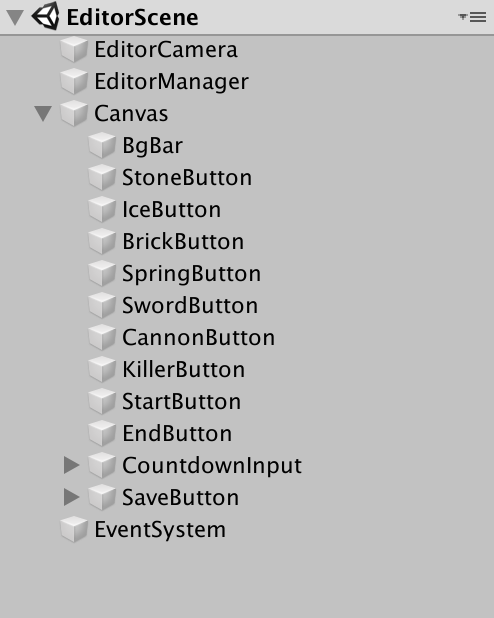 EditorScene
EditorCamera
EditorManager
Canvas
BgBar
StoneButton
IceButton
BrickButton
SpringButton
SwordButton
CannonButton
KillerButton
StartButton
EndButton
CountdownInput
SaveButton
EventSystem